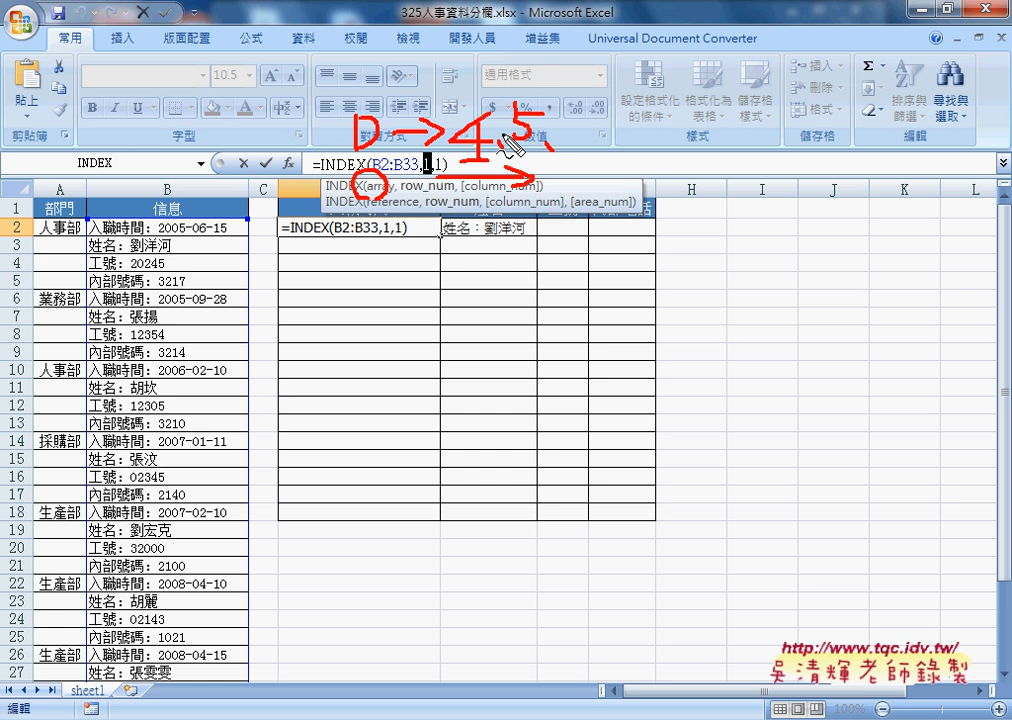 325人事資料分欄.xlsx - Microsoft Excel
常用 插入 版面配置 公式 資料 校閱 檢視 開發人員 增益集 Universal Document Converter
貼上 10.5 A A B I U 中 通用格式 $ % , 設定格式化的條件 格式化為表格 儲存格樣式 插入 刪除 格式 Σ 排序與篩選 尋找與選取
剪貼簿 字型 對齊方式 數值 樣式 儲存格 編輯
D → 4、5、
INDEX fx =INDEX(B2:B33,1,1)
INDEX(array, row_num, [column_num])
INDEX(reference, row_num, [column_num], [area_num])
A B C H I J K L
1 部門 信息
2 人事部 入職時間：2005-06-15 =INDEX(B2:B33,1,1) 姓名：劉洋河
3 姓名：劉洋河
4 工號：20245
5 內部號碼：3217
6 業務部 入職時間：2005-09-28
7 姓名：張揚
8 工號：12354
9 內部號碼：3214
10 人事部 入職時間：2006-02-10
11 姓名：胡坎
12 工號：12305
13 內部號碼：3210
14 採購部 入職時間：2007-01-11
15 姓名：張汶
16 工號：02345
17 內部號碼：2140
18 生產部 入職時間：2007-02-10
19 姓名：劉宏克
20 工號：32000
21 內部號碼：2100
22 生產部 入職時間：2008-04-10
23 姓名：胡麗
24 工號：02143
25 內部號碼：1021
26 生產部 入職時間：2008-04-15
27 姓名：張雯雯
http://www.tqc.idv.tw/
吳清輝老師錄製
sheet1
編輯 100%